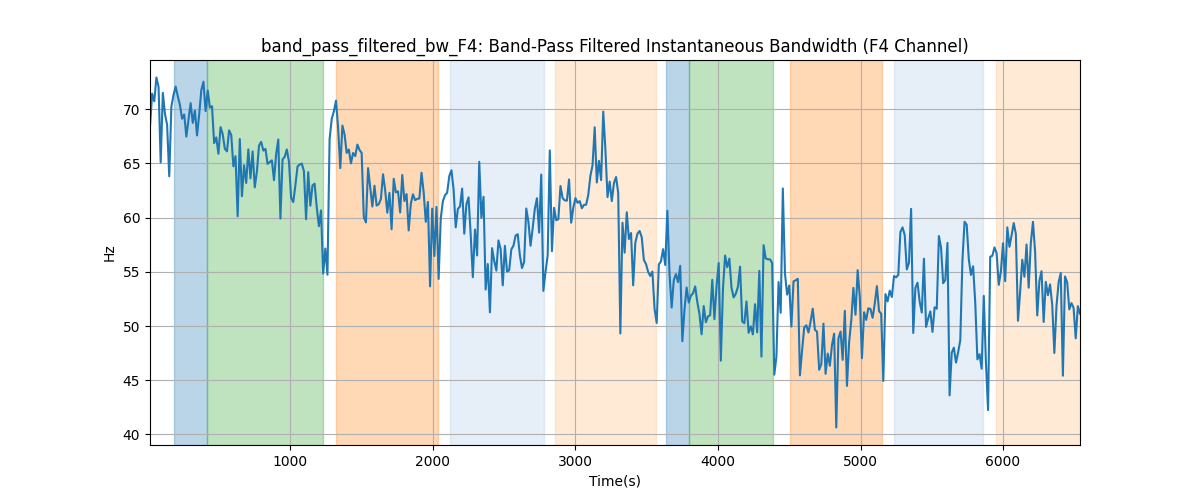 band_pass_filtered_bw_F4: Band-Pass Filtered Instantaneous Bandwidth (F4 Channel)
70
65
60
55
50
45
40
Hz
1000 2000 3000 4000 5000 6000
Time(s)